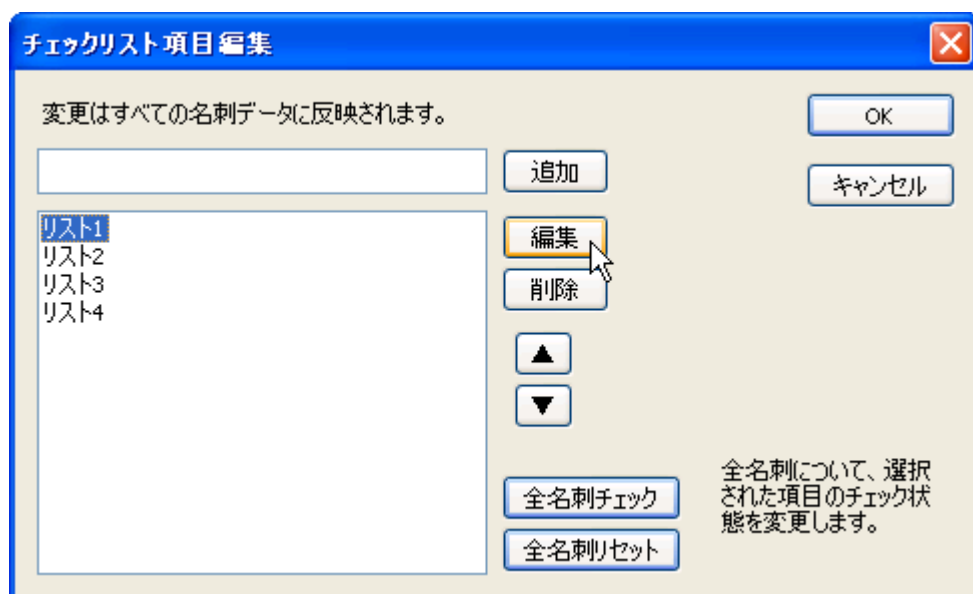 チェックリスト項目編集
変更はすべての名刺データに反映されます。
OK
追加
キャンセル
リスト1
リスト2
リスト3
リスト4
編集
削除
▲
▼
全名刺チェック
全名刺リセット
全名刺について、選択
された項目のチェック状
態を変更します。